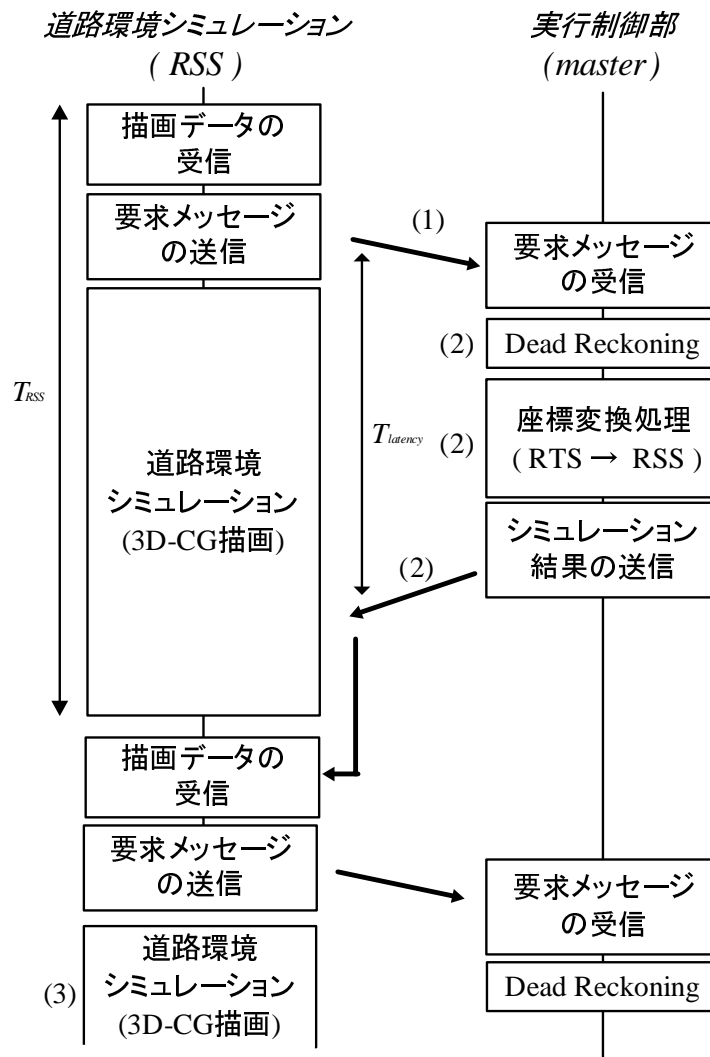 道路環境シミュレーション
( RSS )
描画データの
受信
要求メッセージ
の送信
T_RSS
道路環境
シミュレーション
(3D-CG描画)
描画データの
受信
要求メッセージ
の送信
(3)
道路環境
シミュレーション
(3D-CG描画)
(1)
T_latency
(2)
実行制御部
(master)
要求メッセージ
の受信
(2)
Dead Reckoning
(2)
座標変換処理
( RTS → RSS )
シミュレーション
結果の送信
要求メッセージ
の受信
Dead Reckoning